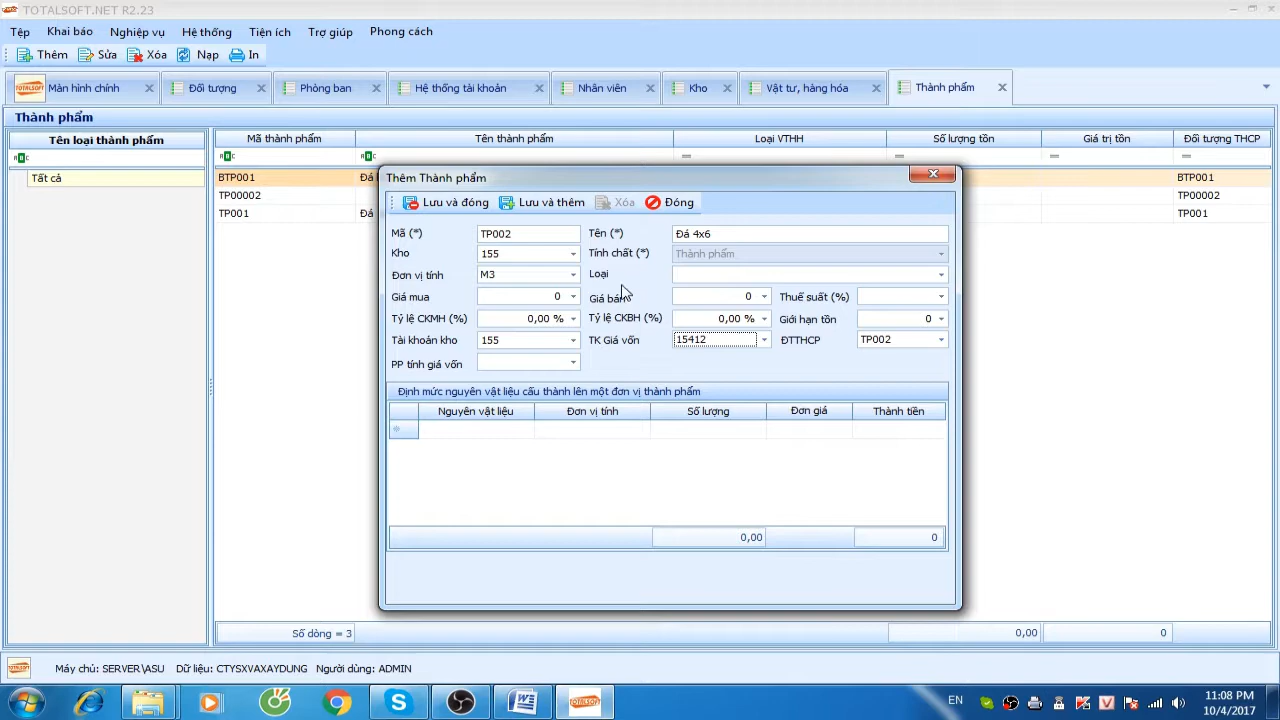 TOTALSOFT.NET R2.23
Tệp Khai báo Nghiệp vụ Hệ thống Tiện ích Trợ giúp Phong cách
Thêm Sửa Xóa Nạp In
TOTALSOFT Màn hình chính Đối tượng Phòng ban Hệ thống tài khoản Nhân viên Kho Vật tư, hàng hóa Thành phẩm
Thành phẩm
Tên loại thành phẩm
Tất cả
Mã thành phẩm Tên thành phẩm Loại VTHH Số lượng tồn Giá trị tồn Đối tượng THCP
BTP001 Đá BTP001
TP00002 TP00002
TP001 Đá TP001
Thêm Thành phẩm
Lưu và đóng Lưu và thêm Xóa Đóng
Mã (*) TP002 Tên (*) Đá 4x6
Kho 155 Tính chất (*) Thành phẩm
Đơn vị tính M3 Loại
Giá mua 0 Giá bán 0 Thuế suất (%)
Tỷ lệ CKMH (%) 0,00 % Tỷ lệ CKBH (%) 0,00 % Giới hạn tồn 0
Tài khoản kho 155 TK Giá vốn 15412 ĐTTHCP TP002
PP tính giá vốn
Định mức nguyên vật liệu cấu thành lên một đơn vị thành phẩm
Nguyên vật liệu Đơn vị tính Số lượng Đơn giá Thành tiền
0,00 0
Số dòng = 3 0,00 0
Máy chủ: SERVER\ASU Dữ liệu: CTYSXVAXAYDUNG Người dùng: ADMIN
EN 11:08 PM
10/4/2017